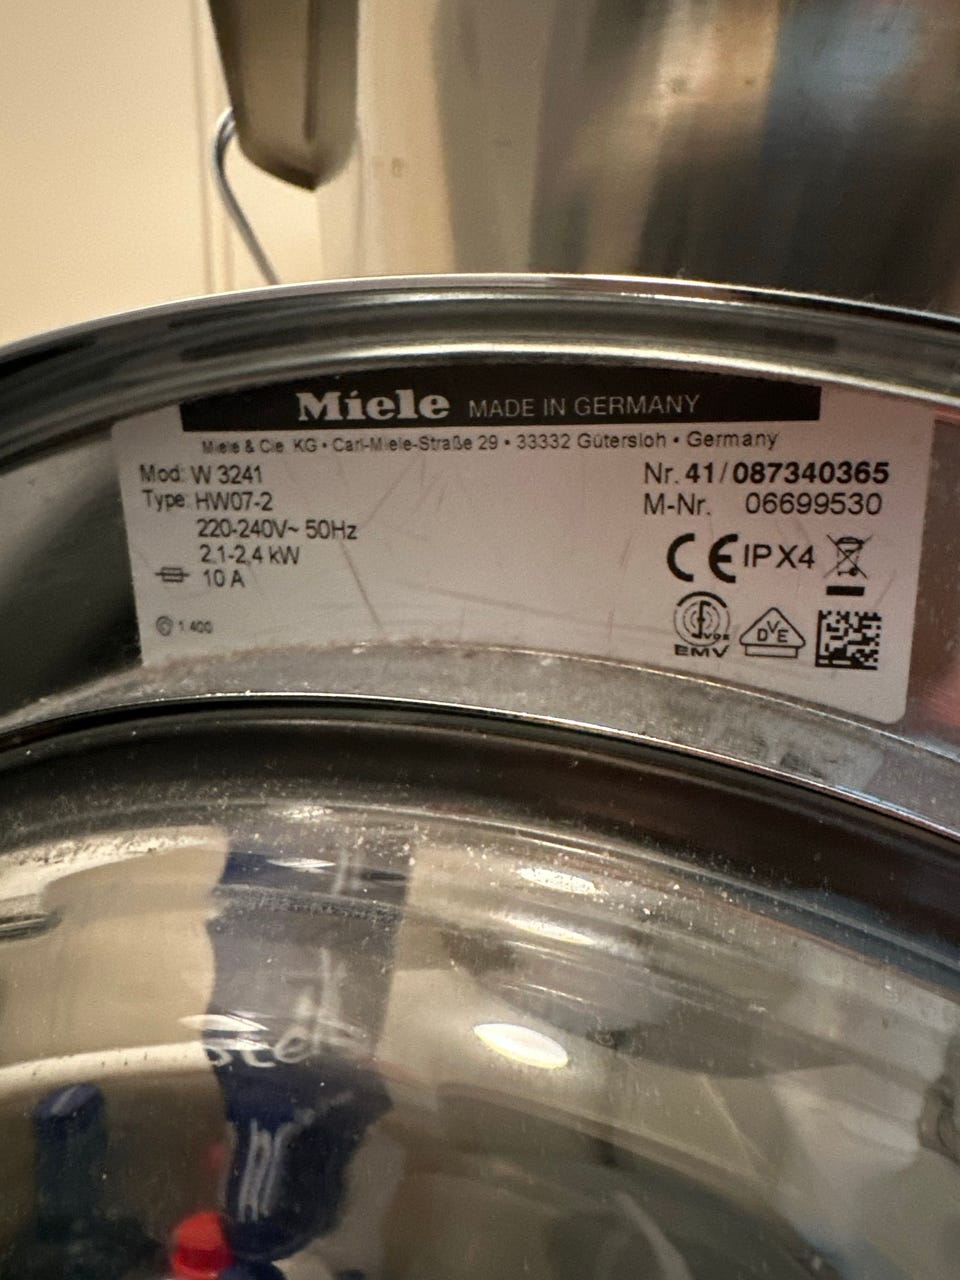 Miele MADE IN GERMANY
Miele & Cie. KG • Carl-Miele-Straße 29 • 33332 Gütersloh • Germany
Mod: W 3241
Type: HW07-2
220-240V~ 50Hz
2,1-2,4 kW
10 A
1.400
Nr. 41/087340365
M-Nr. 06699530
CE IPX4
VDE
EMV
DVE